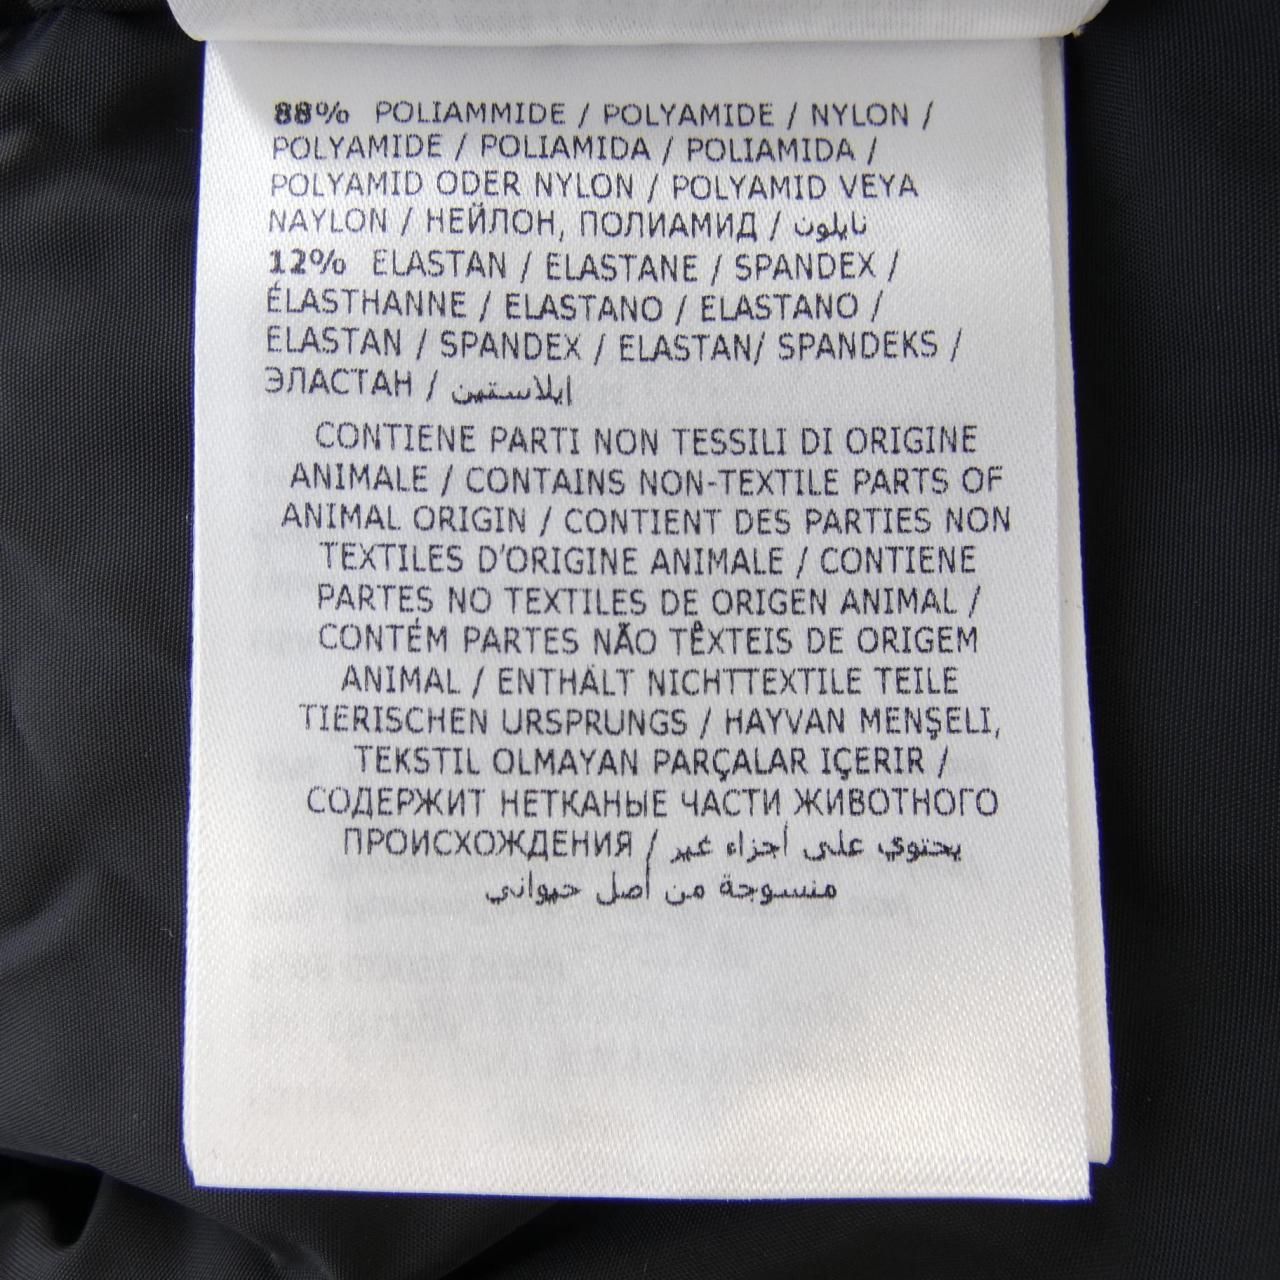 88% POLIAMMIDE / POLYAMIDE / NYLON /
POLYAMIDE / POLIAMIDA / POLIAMIDA /
POLYAMID ODER NYLON / POLYAMID VEYA
NAYLON / НЕЙЛОН, ПОЛИАМИД / نايلون
12% ELASTAN / ELASTANE / SPANDEX /
ÉLASTHANNE / ELASTANO / ELASTANO /
ELASTAN / SPANDEX / ELASTAN/ SPANDEKS /
ЭЛАСТАН / إيلاستين
CONTIENE PARTI NON TESSILI DI ORIGINE
ANIMALE / CONTAINS NON-TEXTILE PARTS OF
ANIMAL ORIGIN / CONTIENT DES PARTIES NON
TEXTILES D'ORIGINE ANIMALE / CONTIENE
PARTES NO TEXTILES DE ORIGEN ANIMAL /
CONTÉM PARTES NÃO TÊXTEIS DE ORIGEM
ANIMAL / ENTHÄLT NICHTTEXTILE TEILE
TIERISCHEN URSPRUNGS / HAYVAN MENŞELI,
TEKSTIL OLMAYAN PARÇALAR IÇERIR /
СОДЕРЖИТ НЕТКАНЫЕ ЧАСТИ ЖИВОТНОГО
ПРОИСХОЖДЕНИЯ / يحتوي على أجزاء غير
منسوجة من أصل حيواني